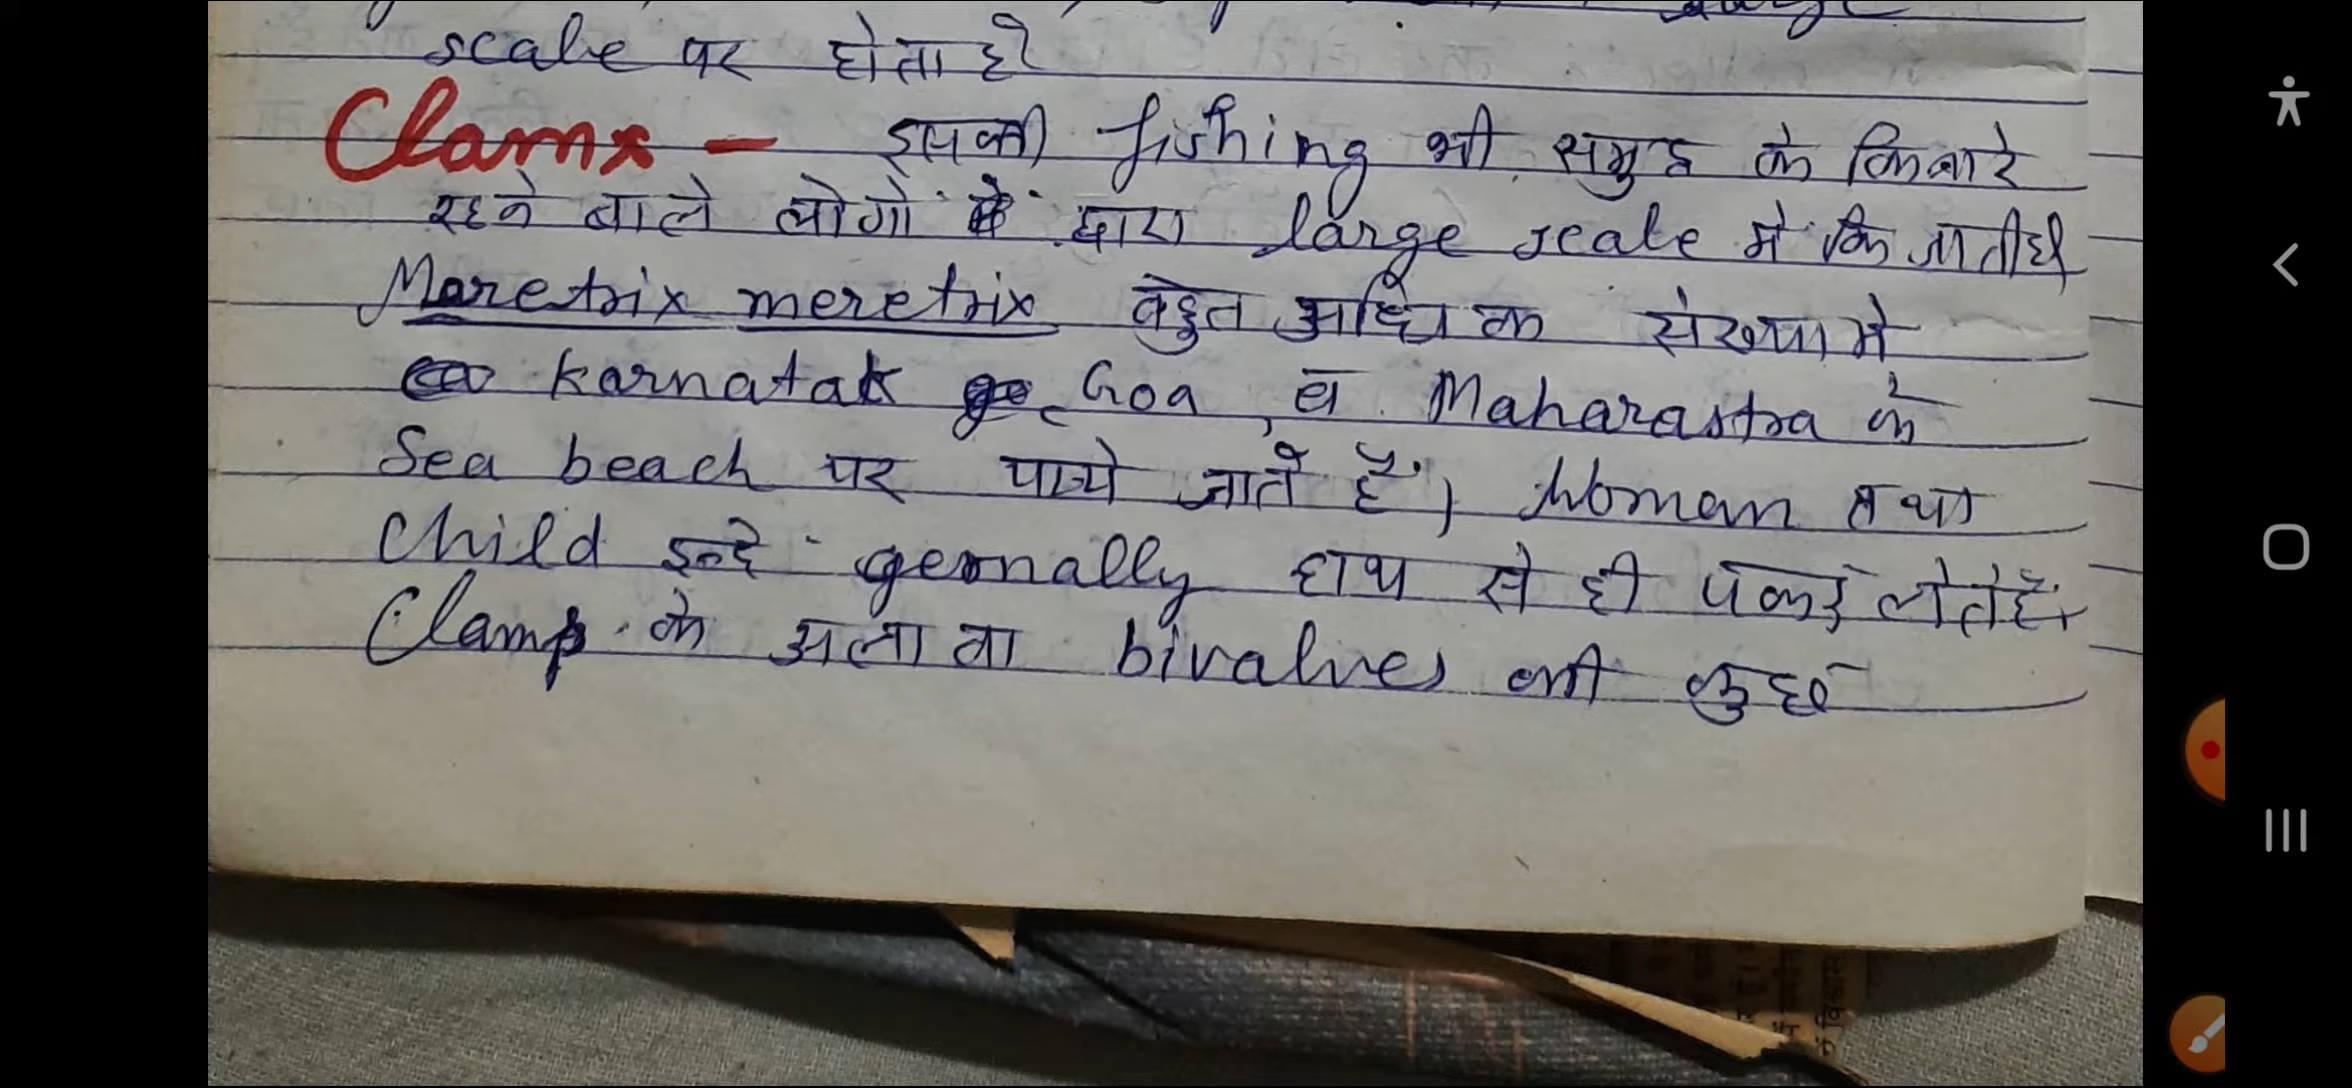 scale पर होता है
Clams - इसकी fishing भी समुद्र के किनारे
रहने वाले लोगो के द्वारा large scale मे कि जाती है
Meretrix meretrix बहुत अधिक संख्या मे
karnatak Goa, व Maharastra के
Sea beach पर पाये जाते हैं, Woman तथा
child इन्हे gernally हाथ से ही पकड़ लेते हैं,
Clams के अलावा bivalves की कुछ